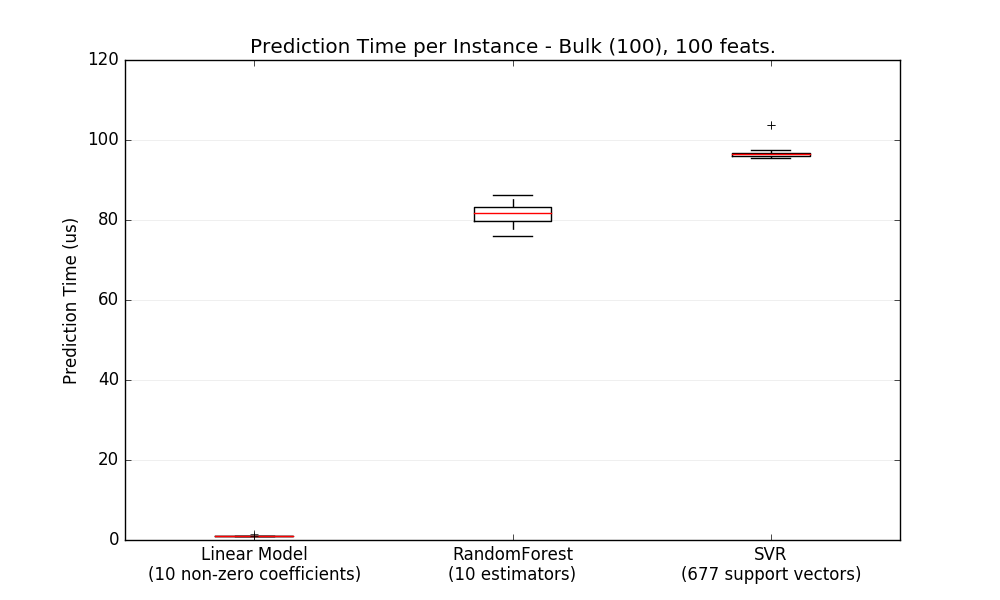 Prediction Time per Instance - Bulk (100), 100 feats.
120
100
80
60
40
20
0
Prediction Time (us)
Linear Model
(10 non-zero coefficients)
RandomForest
(10 estimators)
SVR
(677 support vectors)